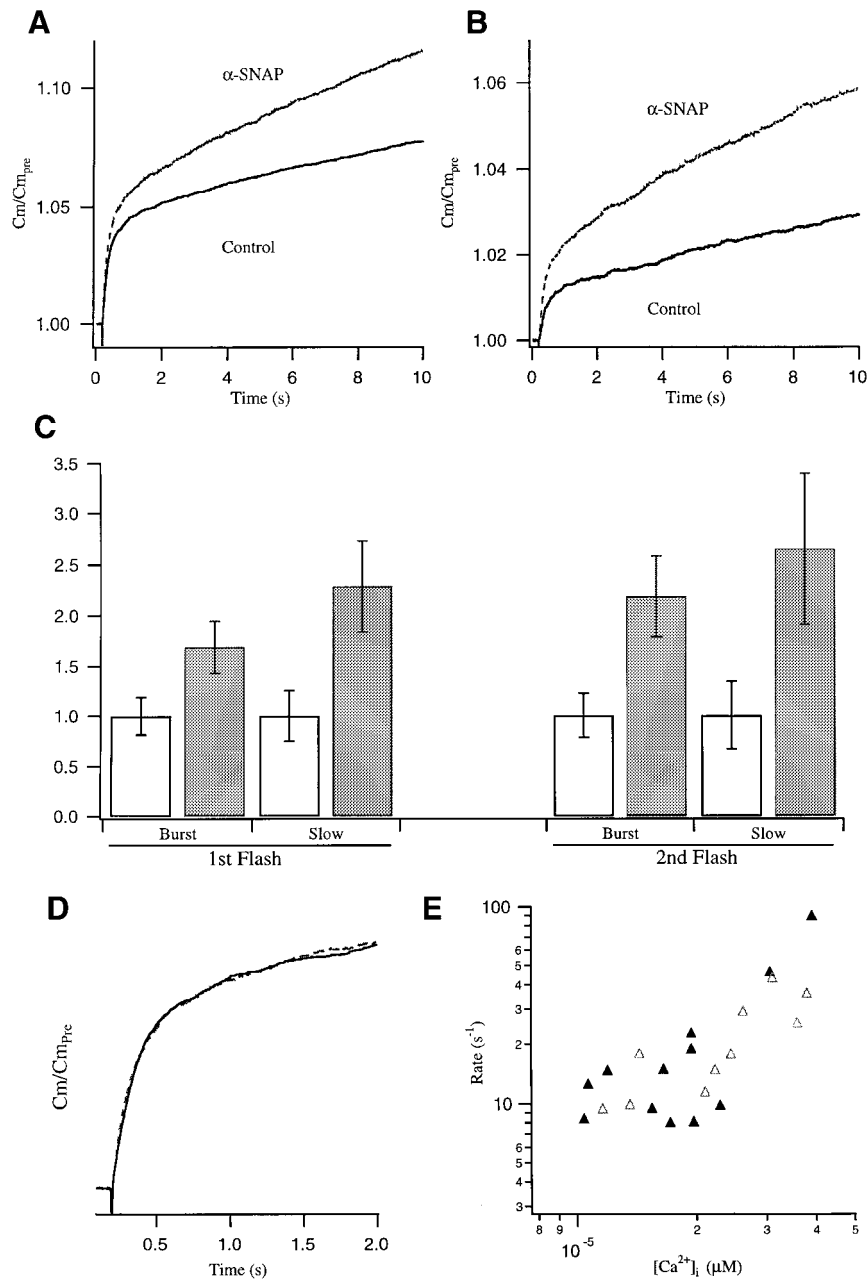 A
Cm/Cmpre
1.10
1.05
1.00
α-SNAP
Control
0 2 4 6 8 10
Time (s)
B
Cm/Cmpre
1.06
1.04
1.02
1.00
α-SNAP
Control
0 2 4 6 8 10
Time (s)
C
3.5
3.0
2.5
2.0
1.5
1.0
0.5
0.0
Burst Slow Burst Slow
1st Flash 2nd Flash
D
Cm/CmPre
0.5 1.0 1.5 2.0
Time (s)
E
Rate (s-1)
100
8
6
5
4
3
2
10
8
6
5
4
3
8 9 10-5 2 3 4 5
[Ca2+]i (μM)